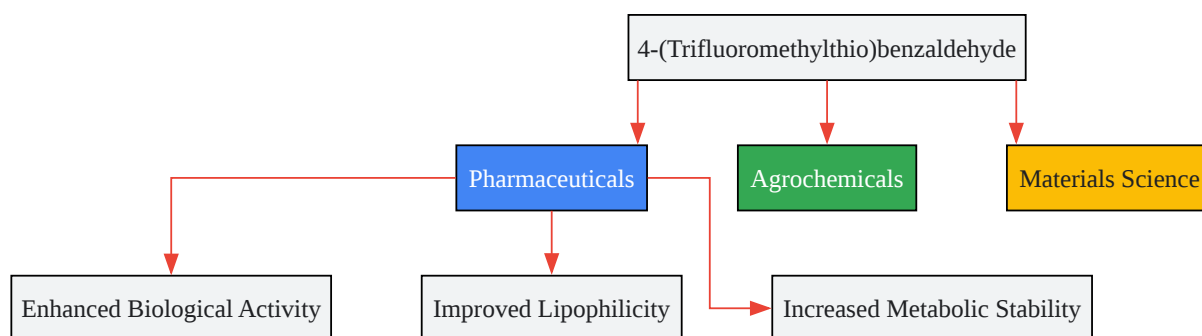 4-(Trifluoromethylthio)benzaldehyde
Pharmaceuticals
Agrochemicals
Materials Science
Enhanced Biological Activity
Improved Lipophilicity
Increased Metabolic Stability